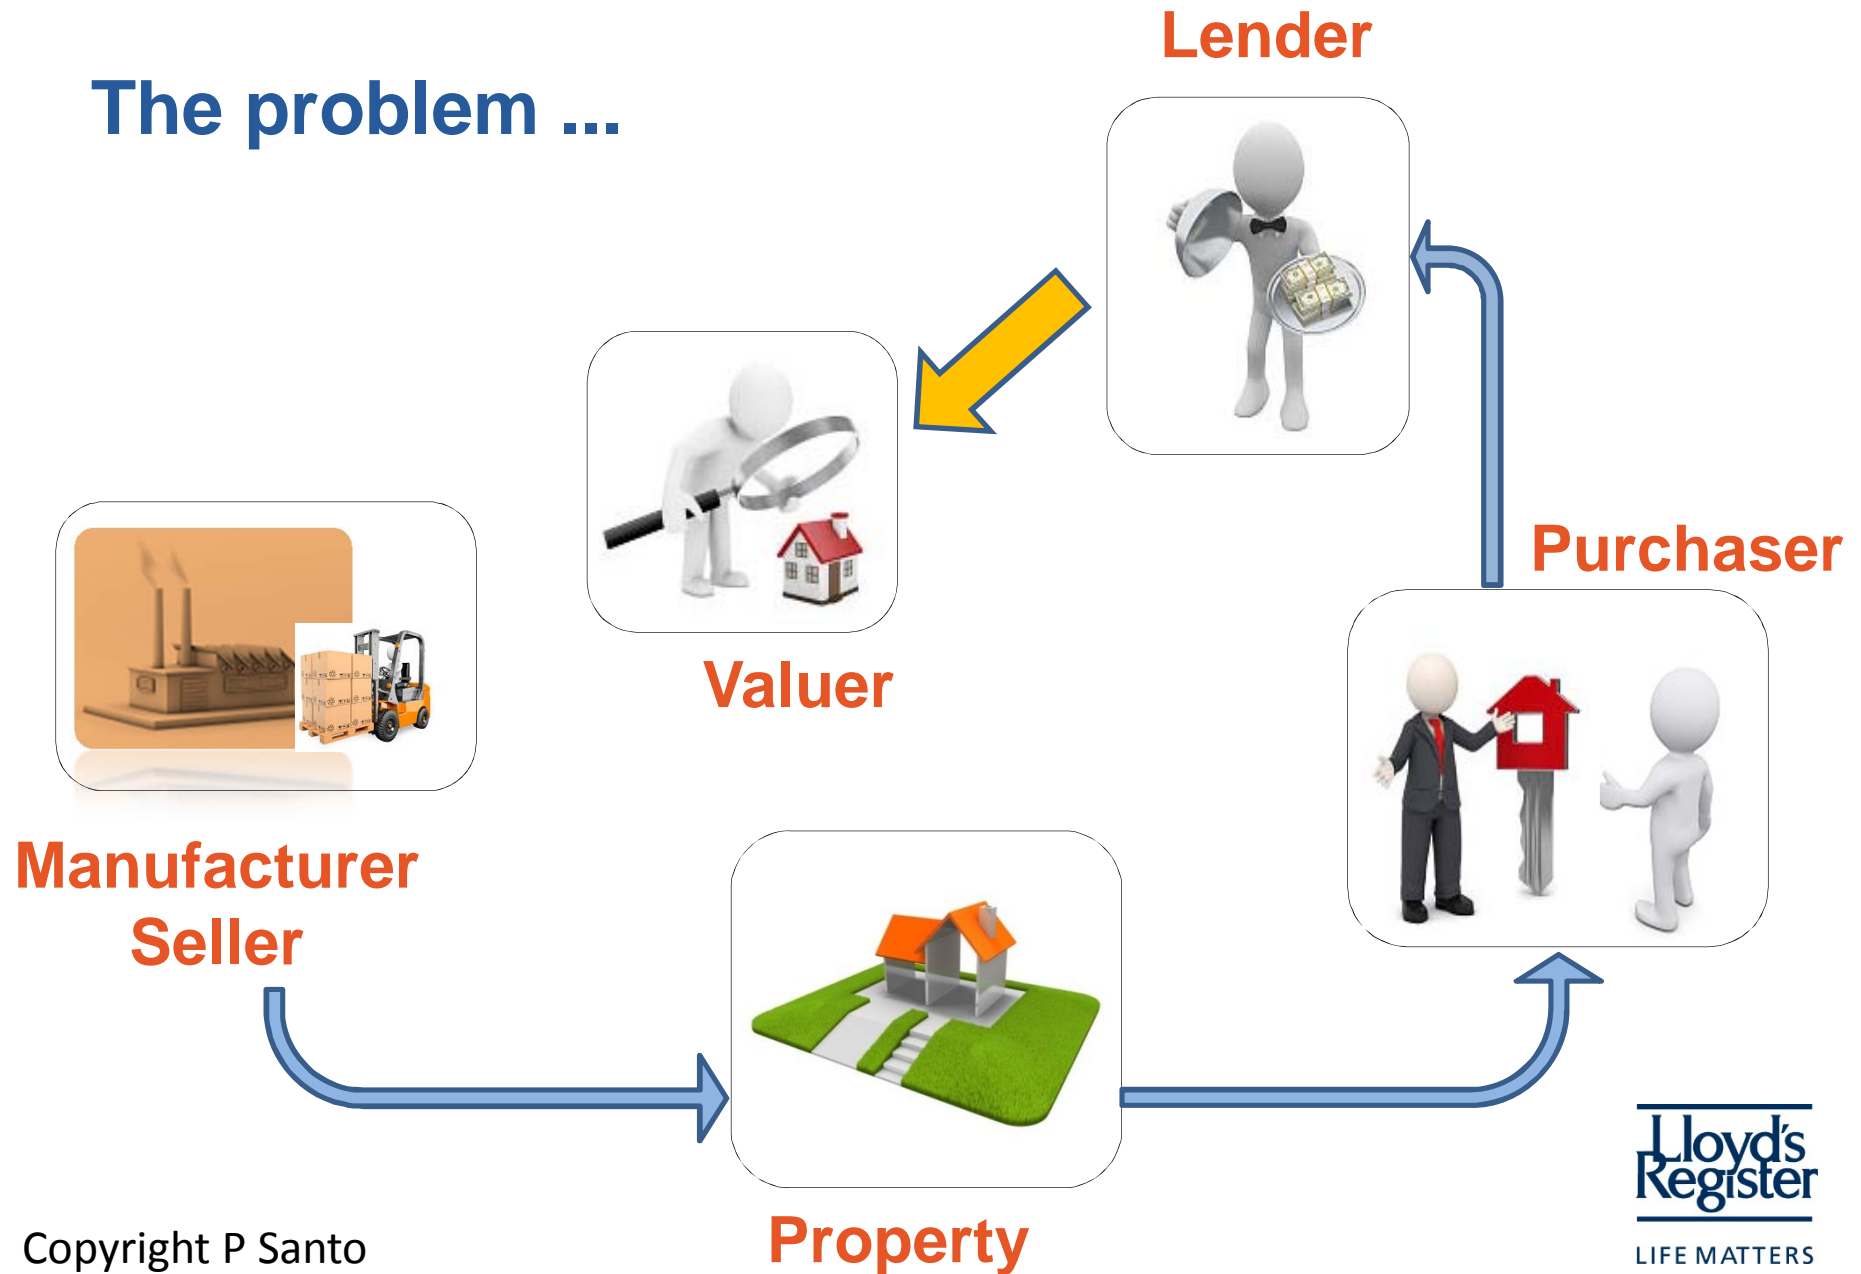 Lender
The problem ...
Purchaser
Valuer
Manufacturer
Seller
Property
Lloyd's
Register
LIFE MATTERS
Copyright P Santo